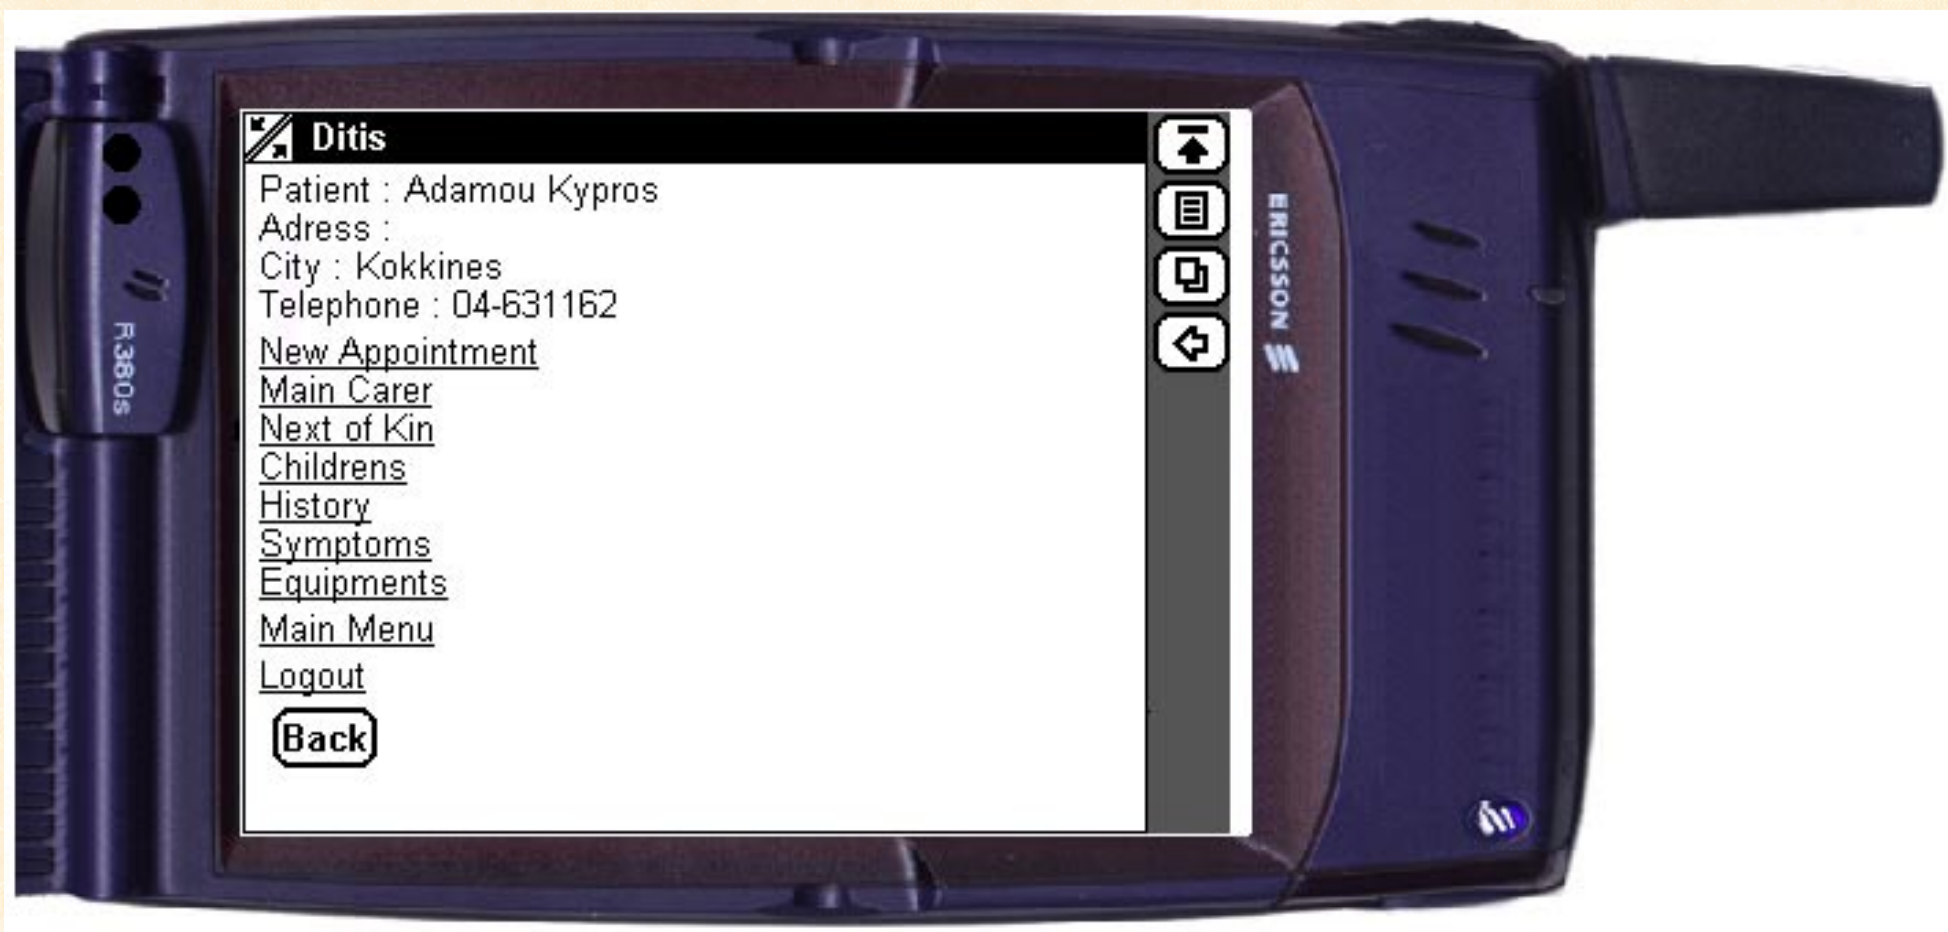 Ditis
Patient : Adamou Kypros
Adress :
City : Kokkines
Telephone : 04-631162
New Appointment
Main Carer
Next of Kin
Childrens
History
Symptoms
Equipments
Main Menu
Logout
Back
R380s
ERICSSON